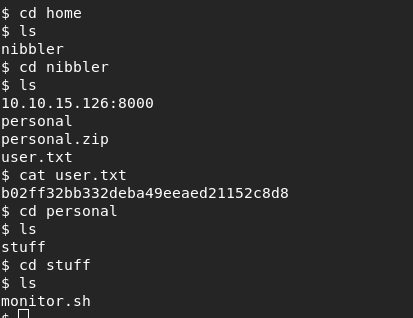 $ cd home
$ ls
nibbler
$ cd nibbler
$ ls
10.10.15.126:8000
personal
personal.zip
user.txt
$ cat user.txt
b02ff32bb332deba49eeaed21152c8d8
$ cd personal
$ ls
stuff
$ cd stuff
$ ls
monitor.sh
$